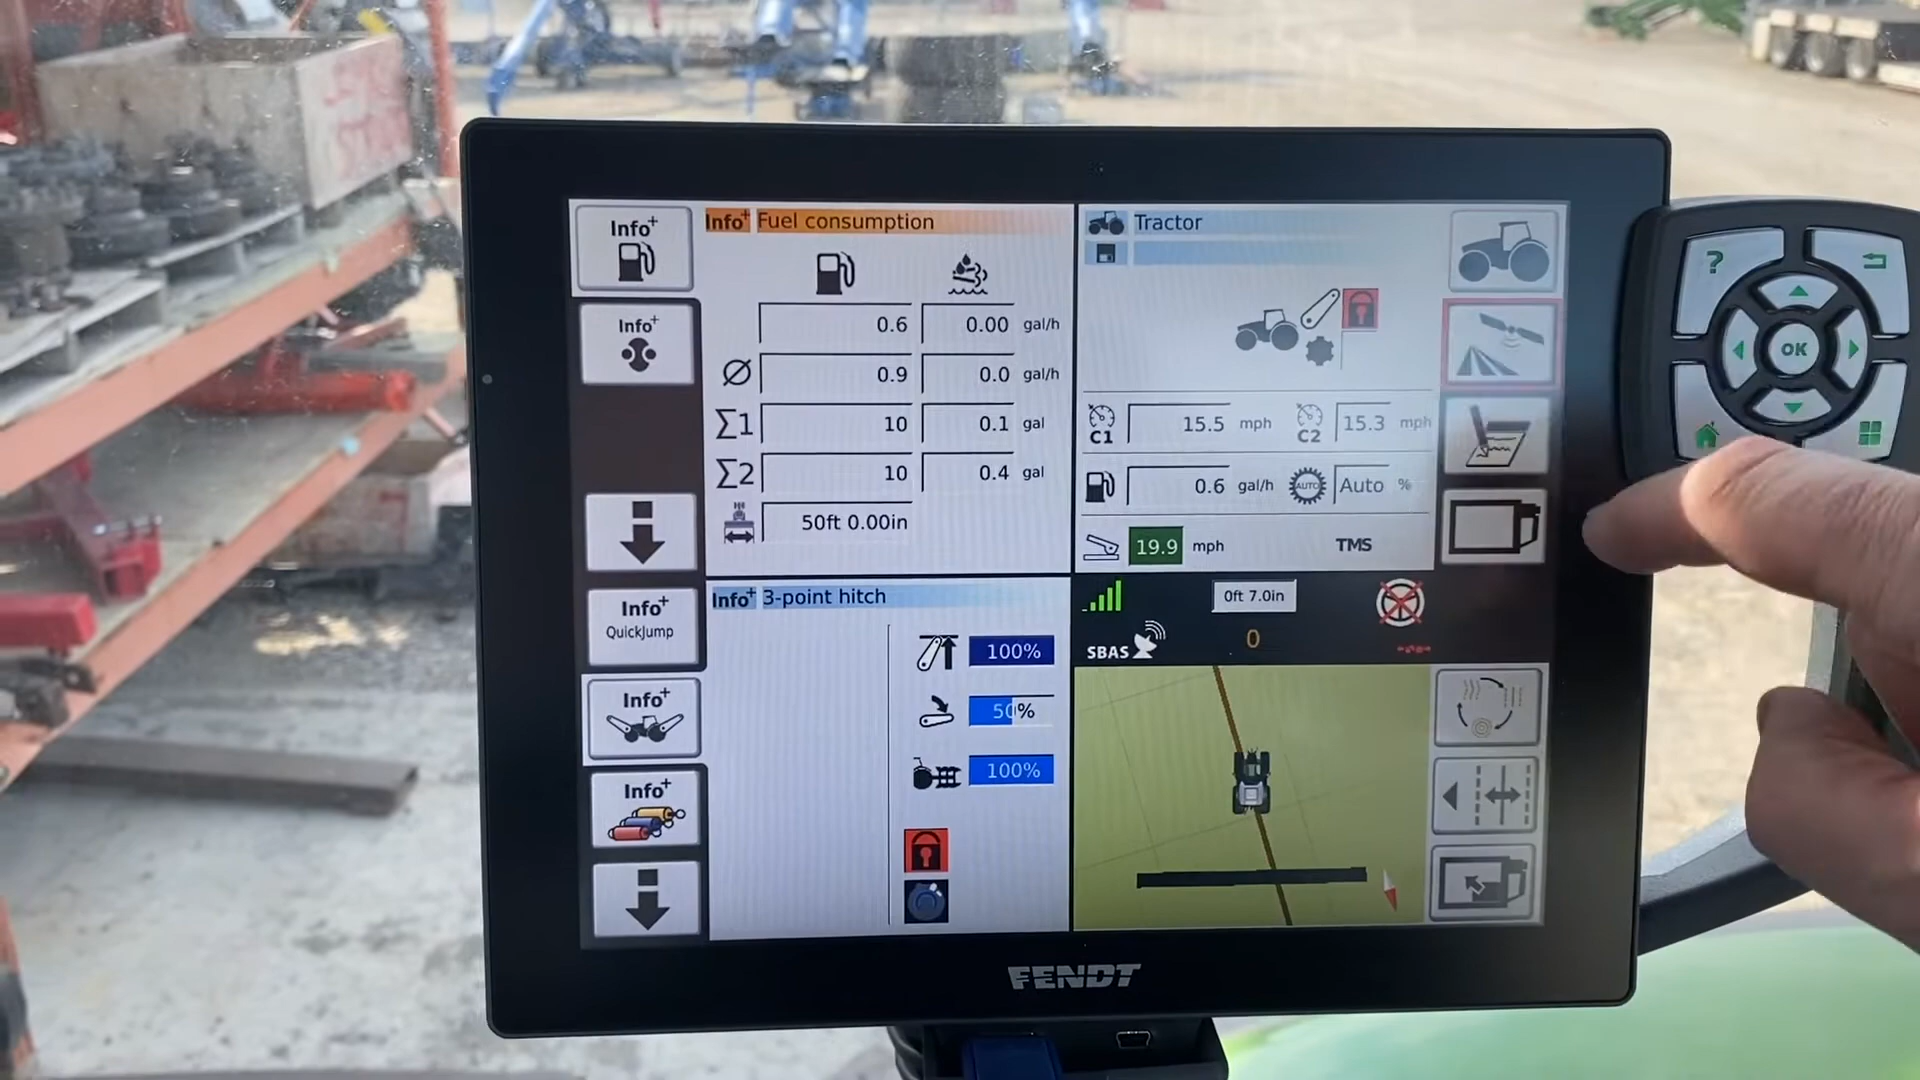 Info+
Info+ Fuel consumption
0.6 0.00 gal/h
Ø 0.9 0.0 gal/h
∑1 10 0.1 gal
∑2 10 0.4 gal
50ft 0.00in
Info+
Info+
QuickJump
Info+
Info+
Info+ 3-point hitch
100%
50%
100%
Tractor
C1 15.5 mph C2 15.3 mph
0.6 gal/h AUTO Auto %
19.9 mph TMS
0ft 7.0in
SBAS 0
FENDT
?
OK